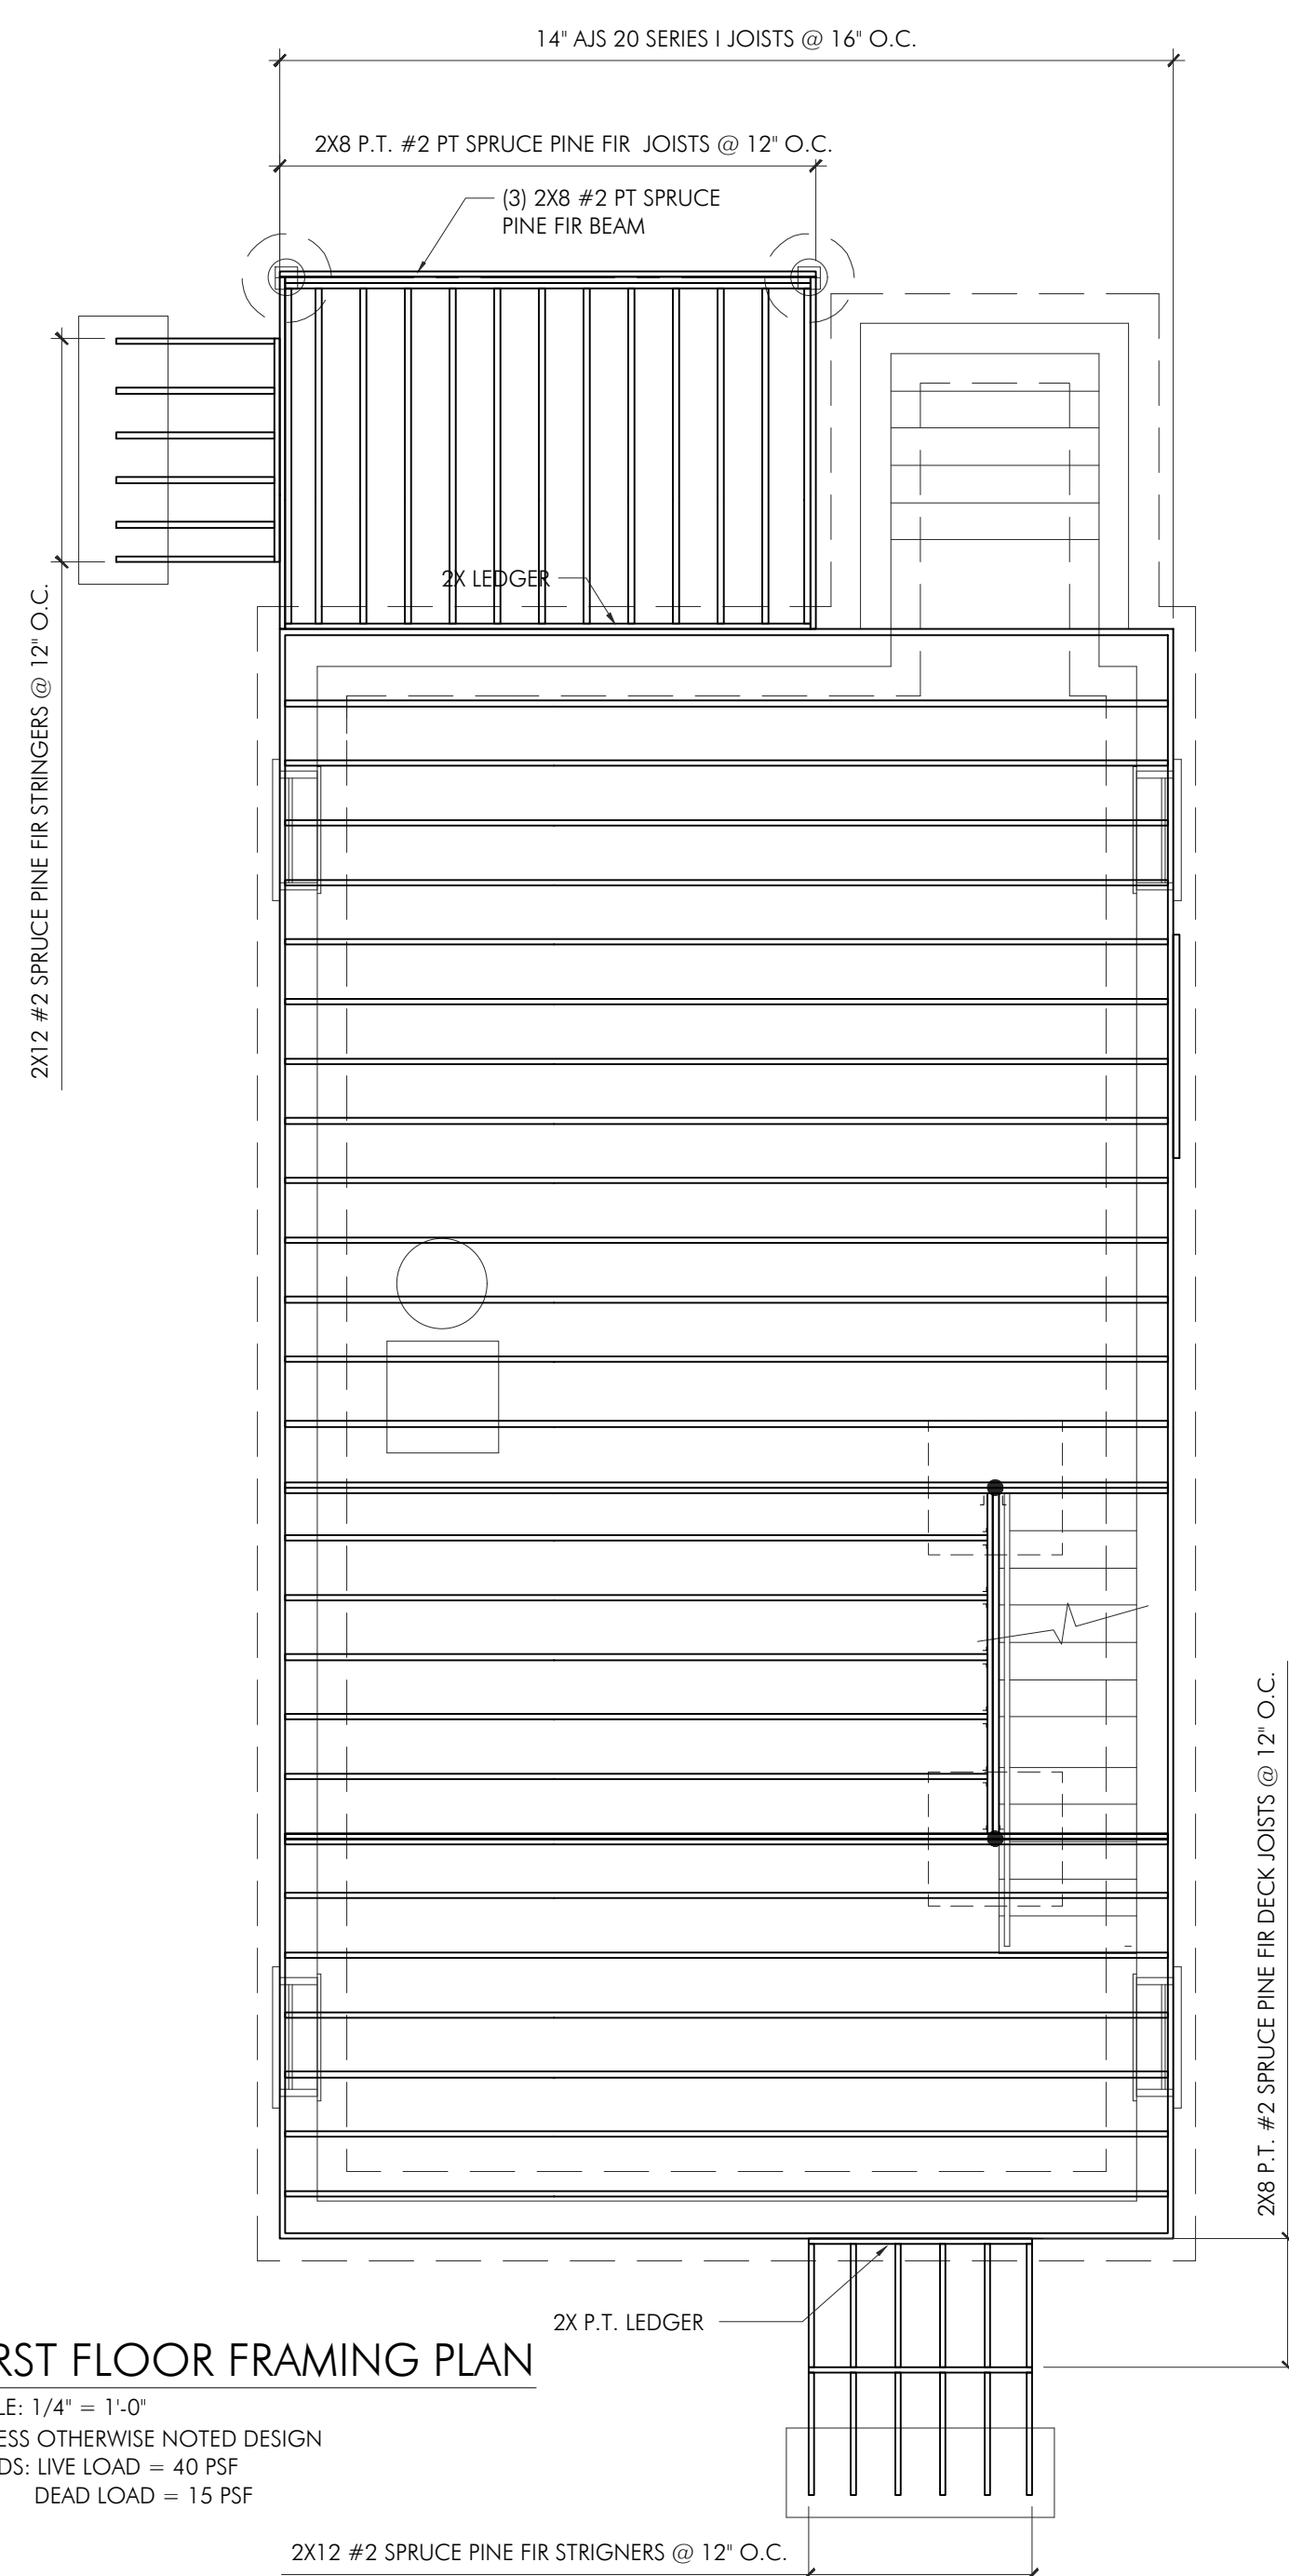 14" AJS 20 SERIES I JOISTS @ 16" O.C.
2X8 P.T. #2 PT SPRUCE PINE FIR JOISTS @ 12" O.C.
(3) 2X8 #2 PT SPRUCE
PINE FIR BEAM
2X LEDGER
2X12 #2 SPRUCE PINE FIR STRINGERS @ 12" O.C.
2X8 P.T. #2 SPRUCE PINE FIR DECK JOISTS @ 12" O.C.
2X P.T. LEDGER
RST FLOOR FRAMING PLAN
LE: 1/4" = 1'-0"
ESS OTHERWISE NOTED DESIGN
DS: LIVE LOAD = 40 PSF
DEAD LOAD = 15 PSF
2X12 #2 SPRUCE PINE FIR STRIGNERS @ 12" O.C.